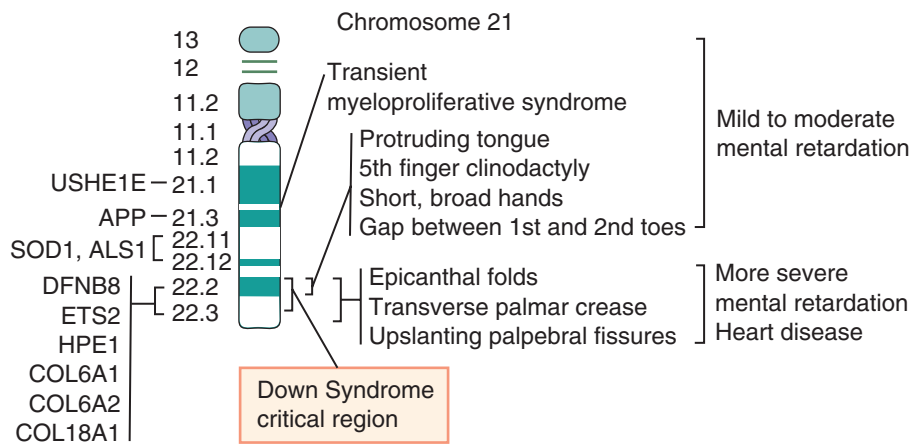 Chromosome 21
13
12
11.2
11.1
11.2
USHE1E 21.1
APP 21.3
SOD1, ALS1 22.11
22.12
DFNB8 22.2
ETS2 22.3
HPE1
COL6A1
COL6A2
COL18A1
Transient
myeloproliferative syndrome
Protruding tongue
5th finger clinodactyly
Short, broad hands
Gap between 1st and 2nd toes
Mild to moderate
mental retardation
Epicanthal folds
Transverse palmar crease
Upslanting palpebral fissures
More severe
mental retardation
Heart disease
Down Syndrome
critical region